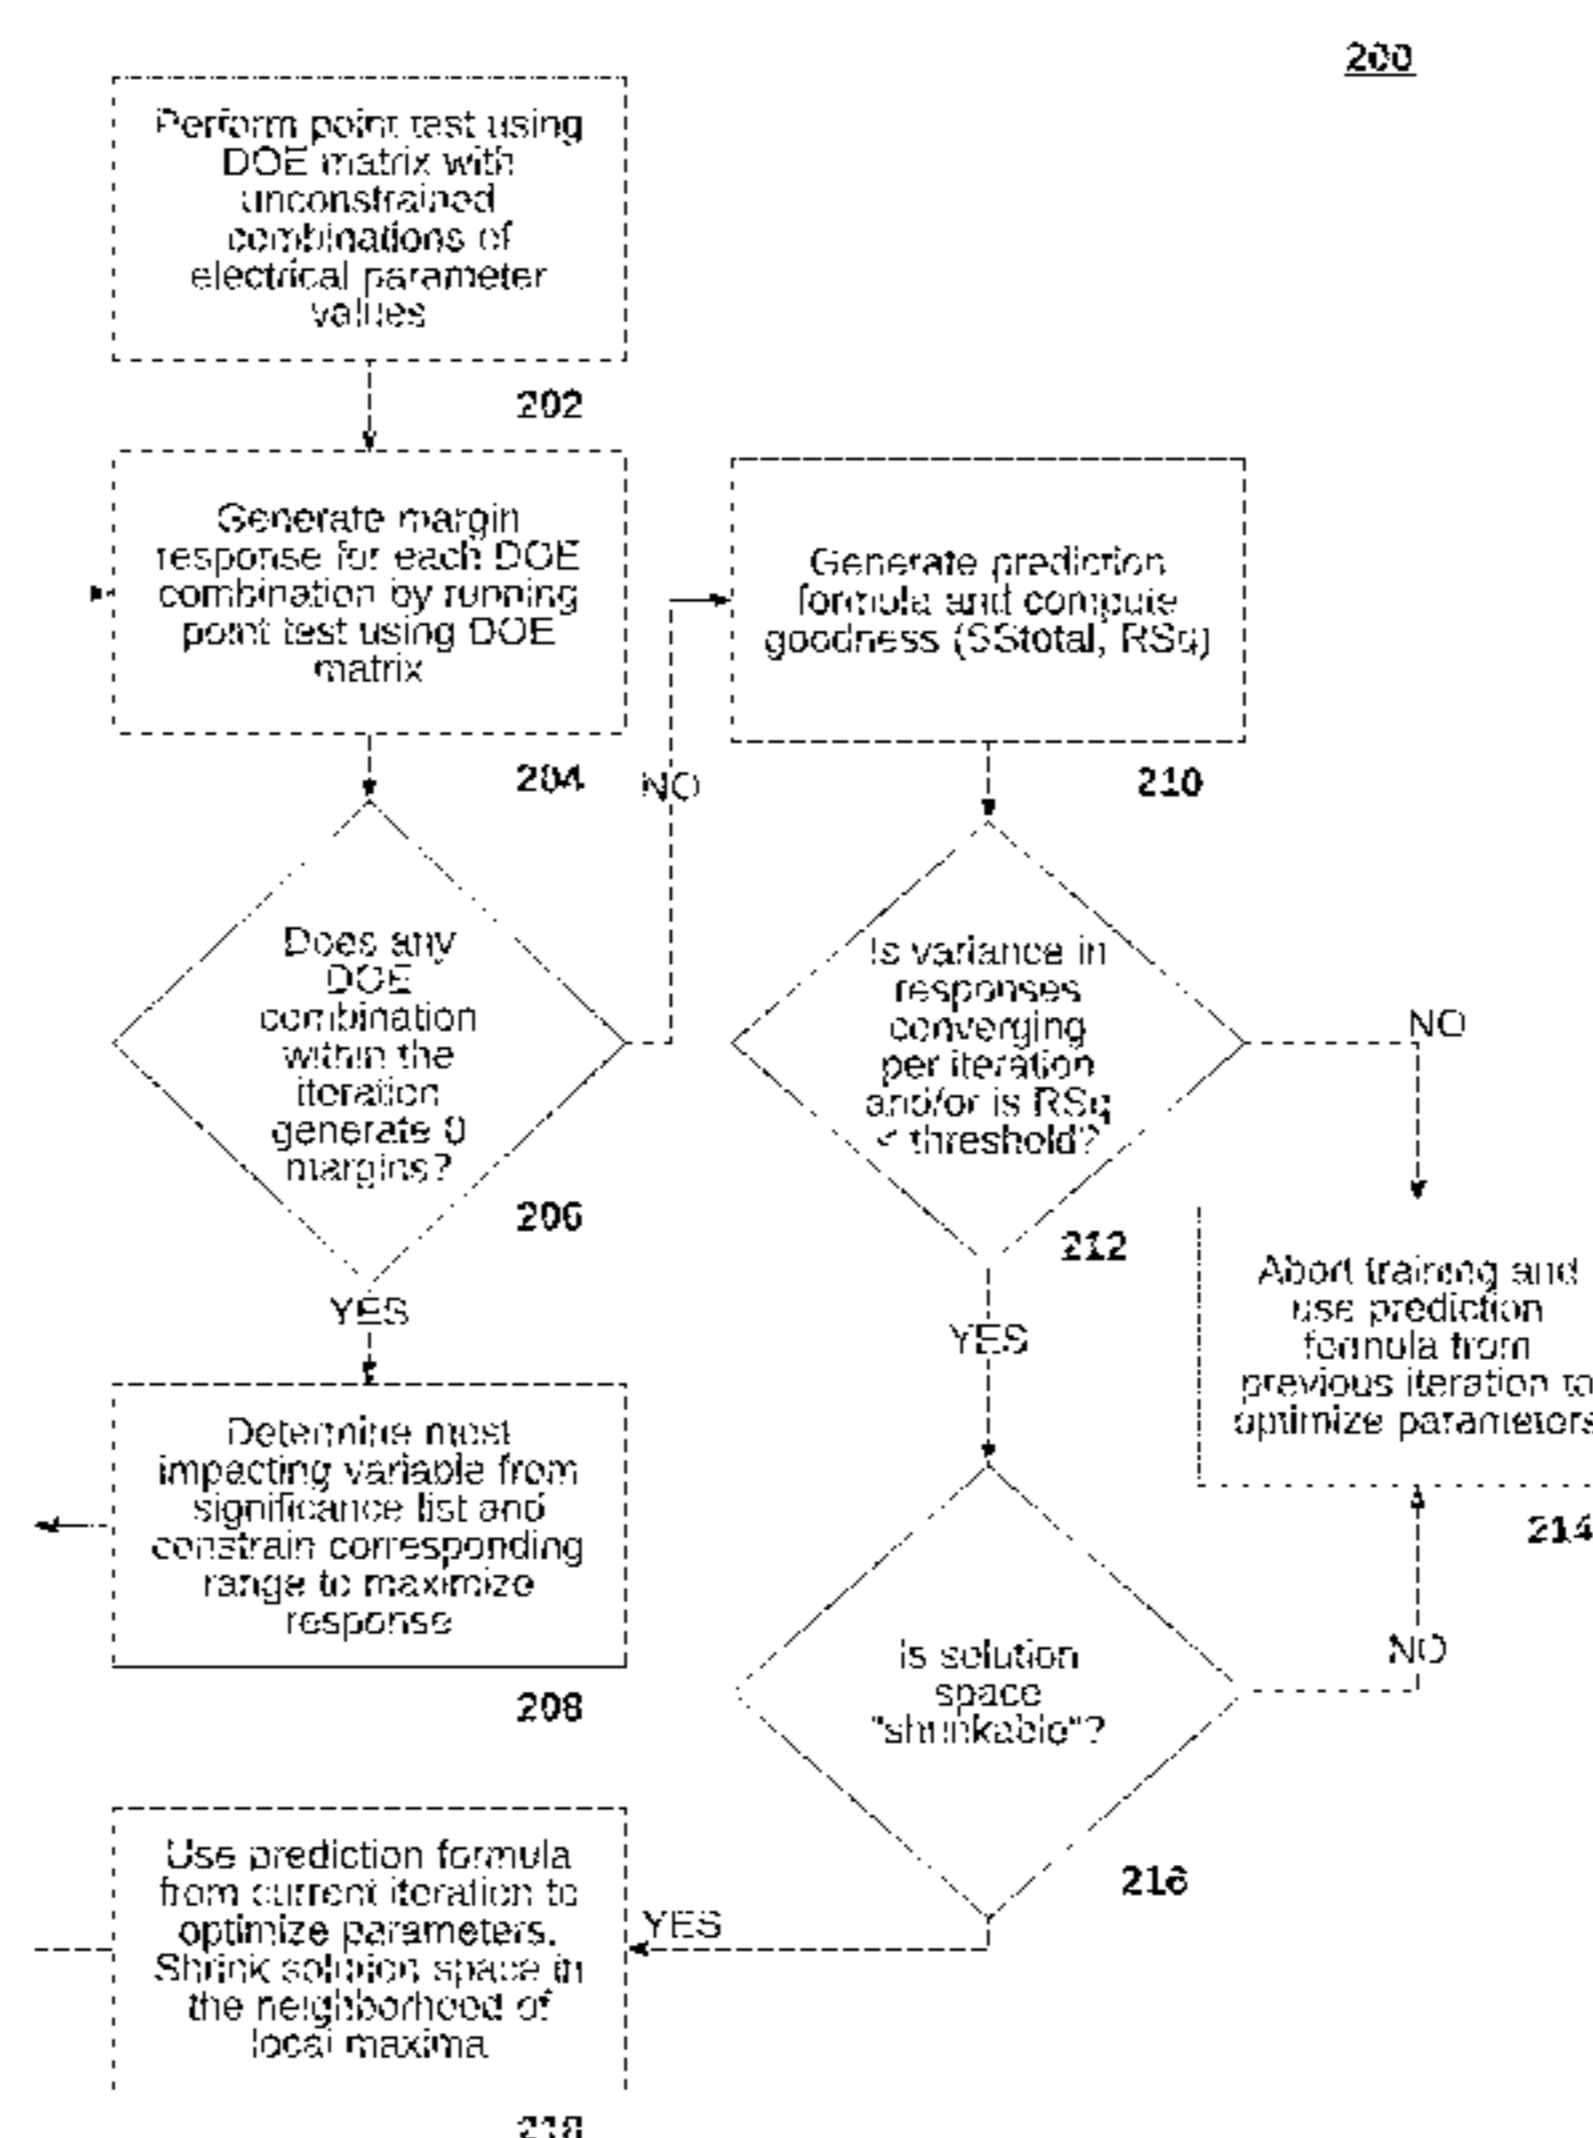 200
Perform point test using
DOE matrix with
unconstrained
combinations of
electrical parameter
values
202
Generate margin
response for each DOE
combination by running
point test using DOE
matrix
204
NO
Does any
DOE
combination
within the
iteration
generate 0
margins?
206
YES
Determine most
impacting variable from
significance list and
constrain corresponding
range to maximize
response
208
Generate prediction
formula and compute
goodness (SStotal, RSq)
210
Is variance in
responses
converging
per iteration
and/or is RSq
< threshold?
212
NO
YES
Abort training and
use prediction
formula from
previous iteration to
optimize parameters
214
Is solution
space
"shrinkable"?
216
NO
YES
Use prediction formula
from current iteration to
optimize parameters.
Shrink solution space in
the neighborhood of
local maxima
218